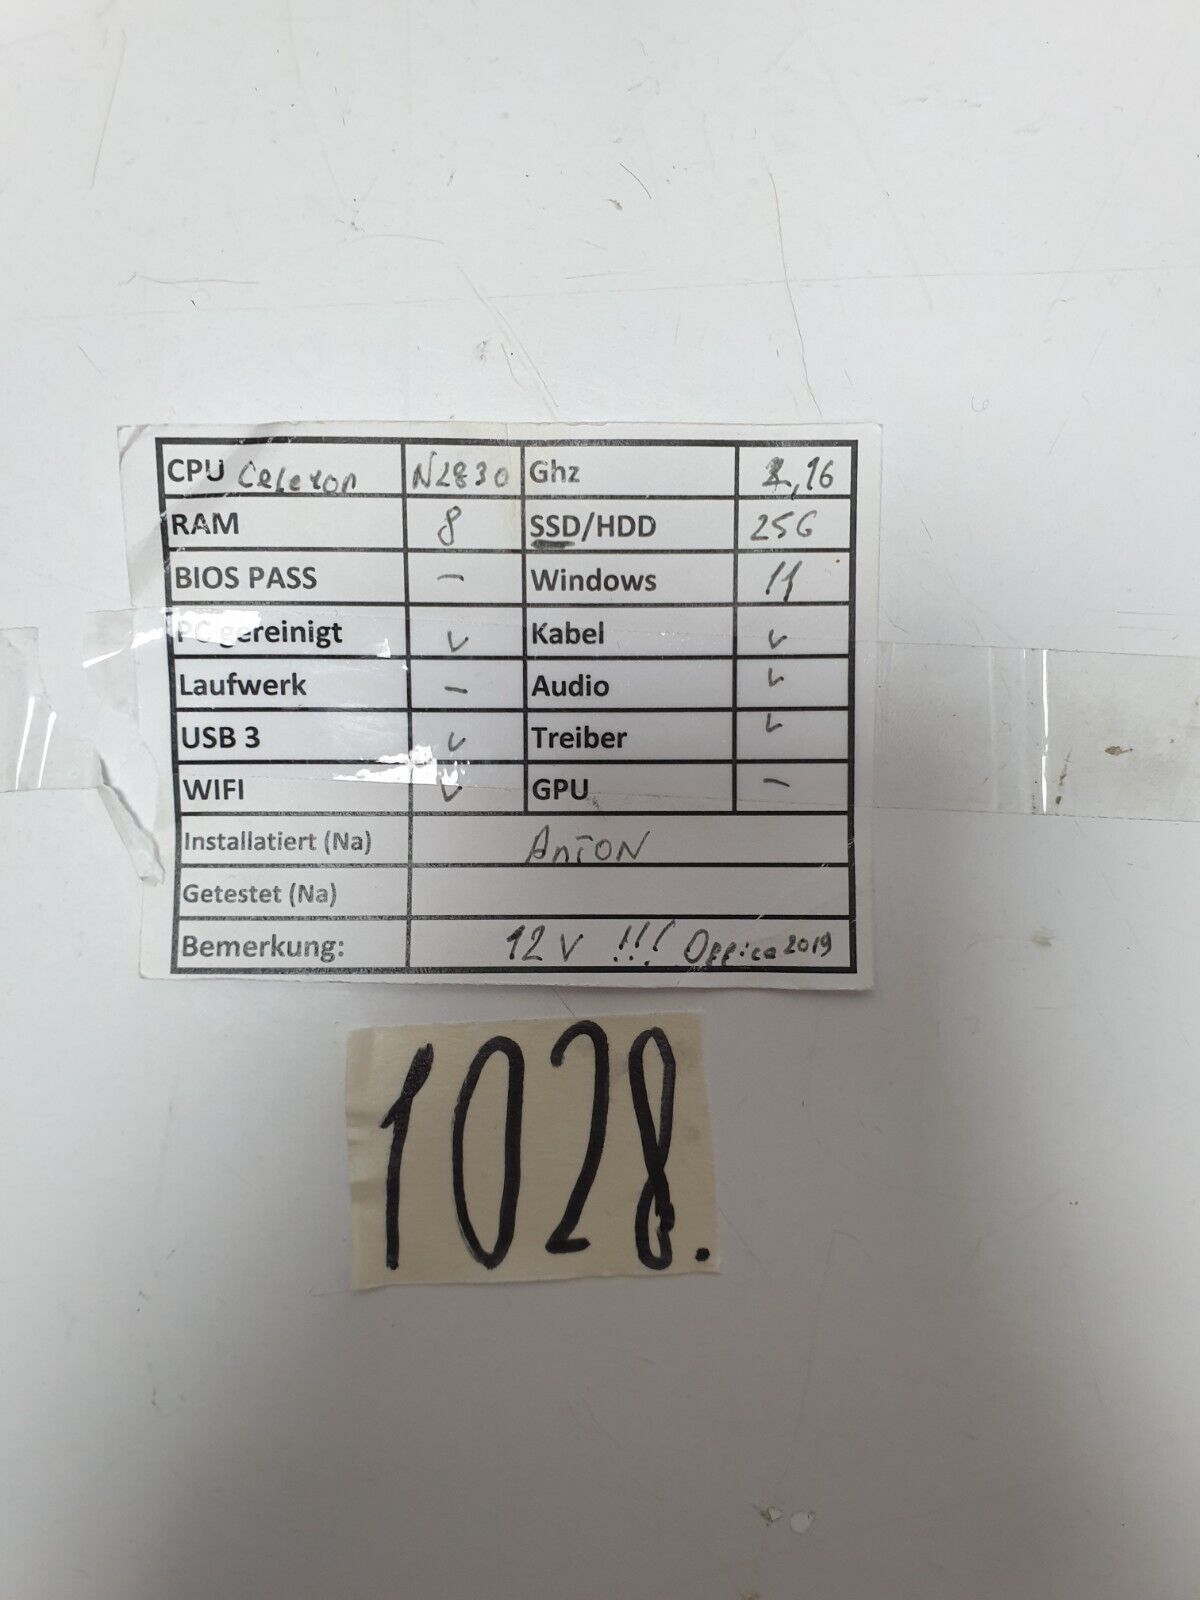 CPU Celeron N2830 Ghz 2,16
RAM 8 SSD/HDD 256
BIOS PASS – Windows 11
PC gereinigt ✓ Kabel ✓
Laufwerk – Audio ✓
USB 3 ✓ Treiber ✓
WIFI ✓ GPU –
Installatiert (Na) AnTON
Getestet (Na)
Bemerkung: 12 V !!! Office 2019
1028.